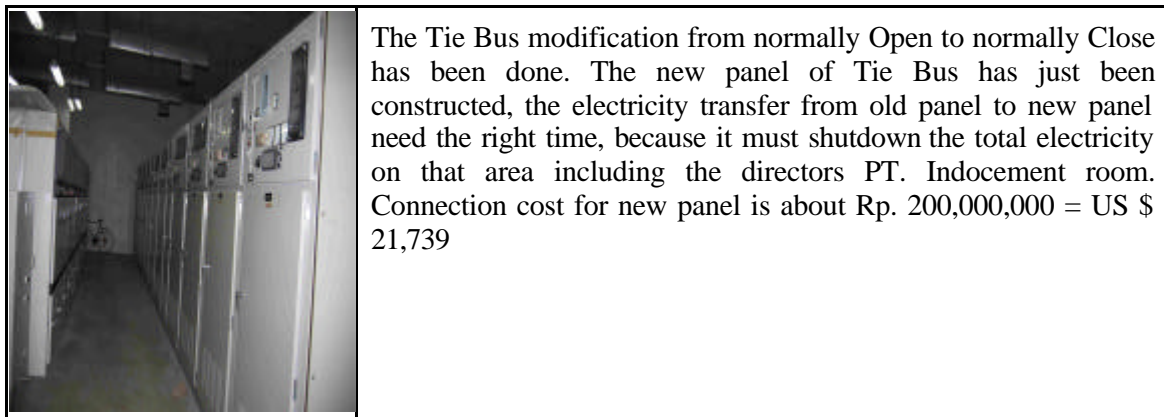 The Tie Bus modification from normally Open to normally Close
has been done. The new panel of Tie Bus has just been
constructed, the electricity transfer from old panel to new panel
need the right time, because it must shutdown the total electricity
on that area including the directors PT. Indocement room.
Connection cost for new panel is about Rp. 200,000,000 = US $
21,739